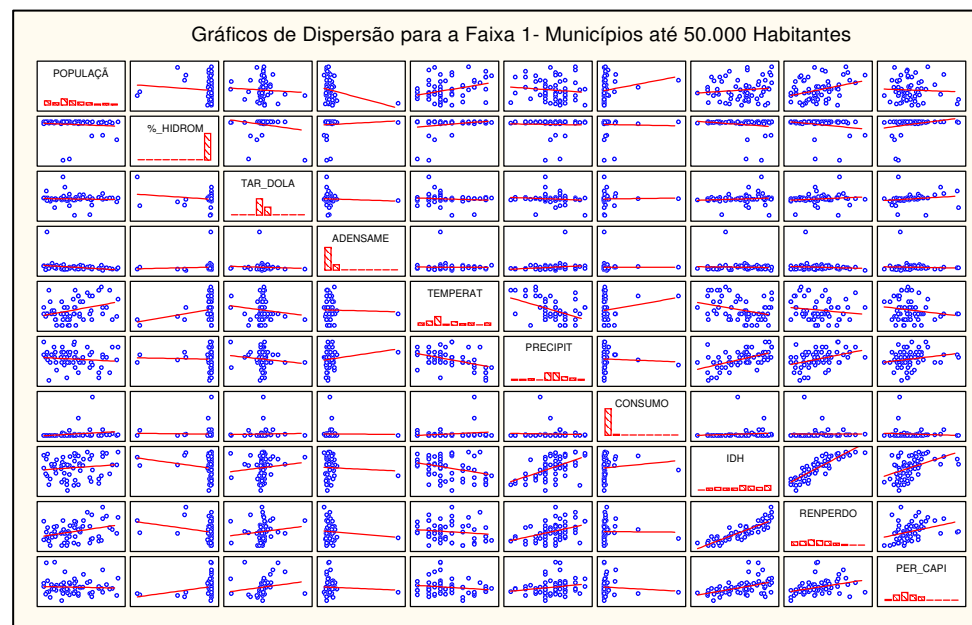 Gráficos de Dispersão para a Faixa 1- Municípios até 50.000 Habitantes
POPULAÇÃ
%_HIDROM
TAR_DOLA
ADENSAME
TEMPERAT
PRECIPIT
CONSUMO
IDH
RENPERDO
PER_CAPI